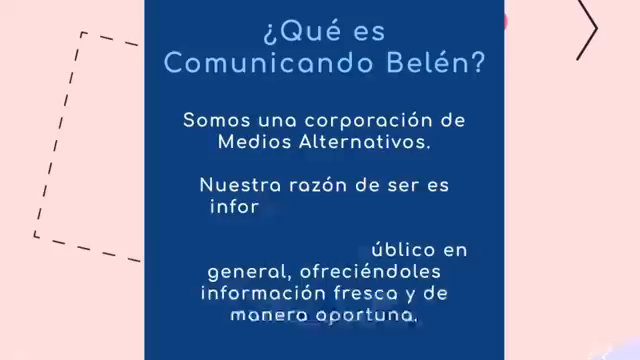 ¿Qué es
Comunicando Belén?
Somos una corporación de
Medios Alternativos.
Nuestra razón de ser es
infor
úblico en
general, ofreciéndoles
información fresca y de
manera oportuna.